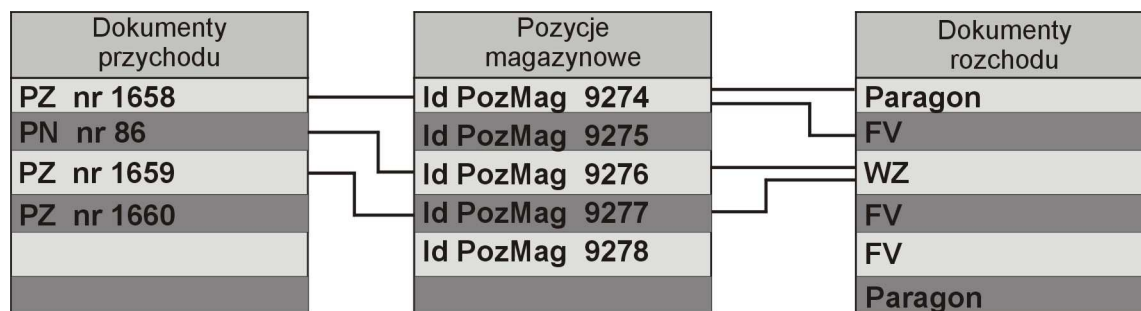 Dokumenty
przychodu
PZ nr 1658
PN nr 86
PZ nr 1659
PZ nr 1660
Pozycje
magazynowe
Id PozMag 9274
Id PozMag 9275
Id PozMag 9276
Id PozMag 9277
Id PozMag 9278
Dokumenty
rozchodu
Paragon
FV
WZ
FV
FV
Paragon